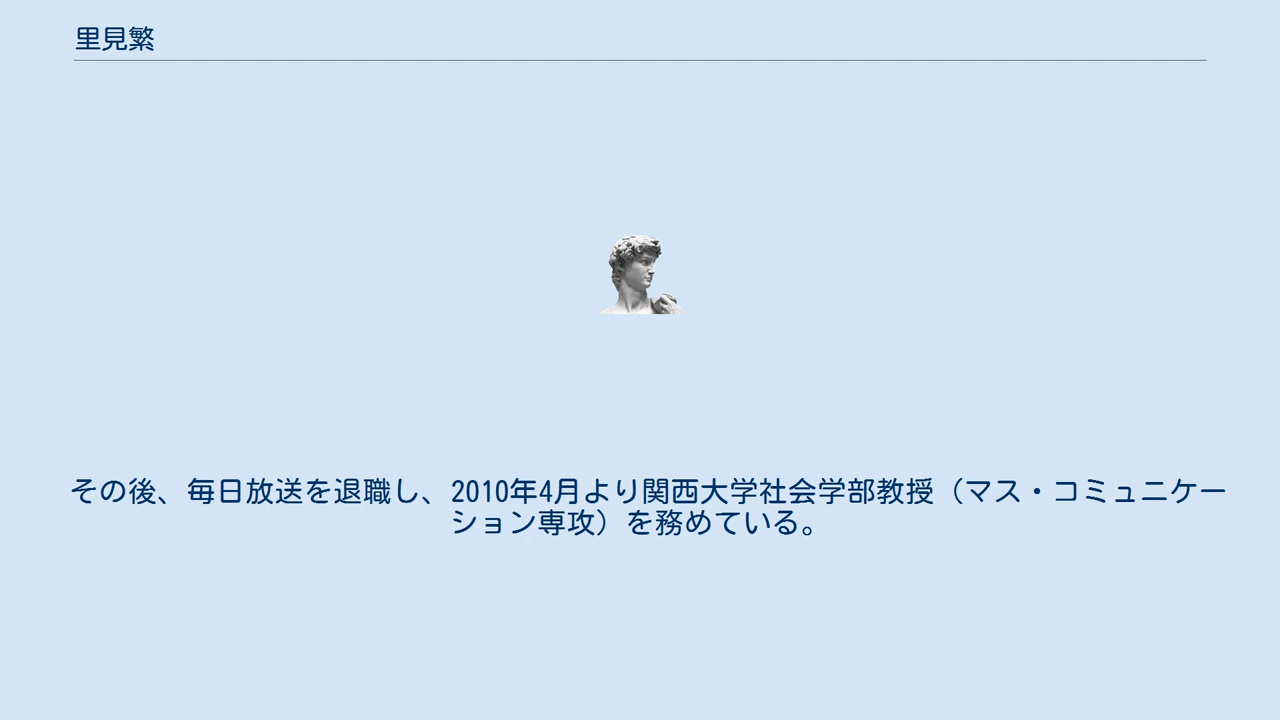 里見繁
その後、毎日放送を退職し、2010年4月より関西大学社会学部教授（マス・コミュニケー
ション専攻）を務めている。